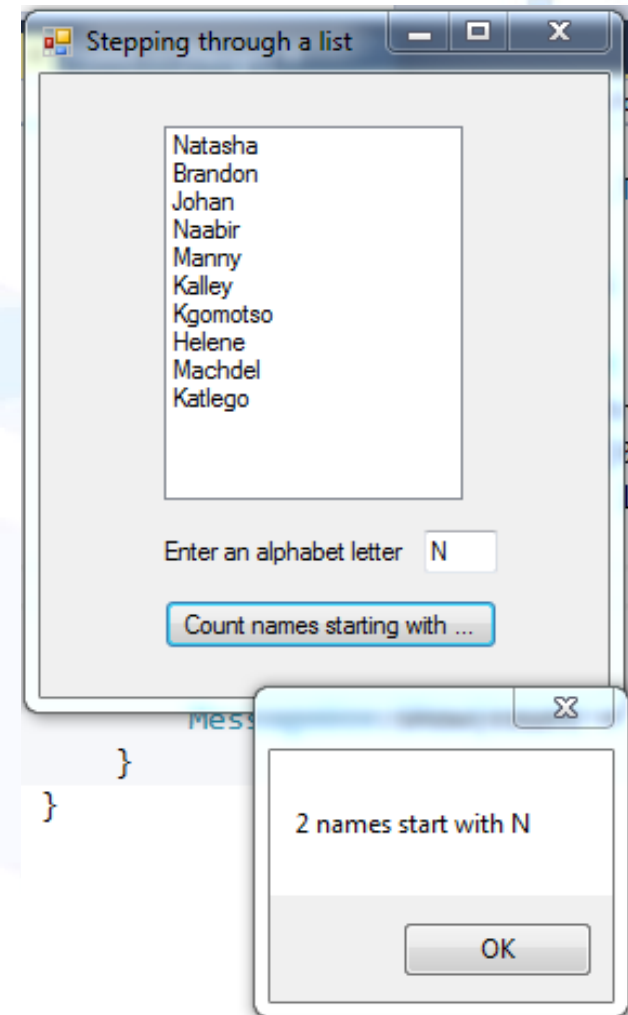 Stepping through a list
Natasha
Brandon
Johan
Naabir
Manny
Kalley
Kgomotso
Helene
Machdel
Katlego
Enter an alphabet letter N
Count names starting with ...
}
}
2 names start with N
OK